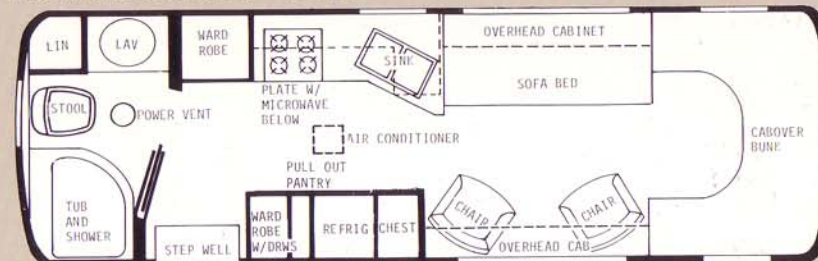 LIN
LAV
WARD
ROBE
SINK
OVERHEAD CABINET
SOFA BED
STOOL
POWER VENT
PLATE W/
MICROWAVE
BELOW
AIR CONDITIONER
CABOVER
BUNK
PULL OUT
PANTRY
TUB
AND
SHOWER
STEP WELL
WARD
ROBE
W/DRWS
REFRIG
CHEST
CHAIR
CHAIR
OVERHEAD CAB